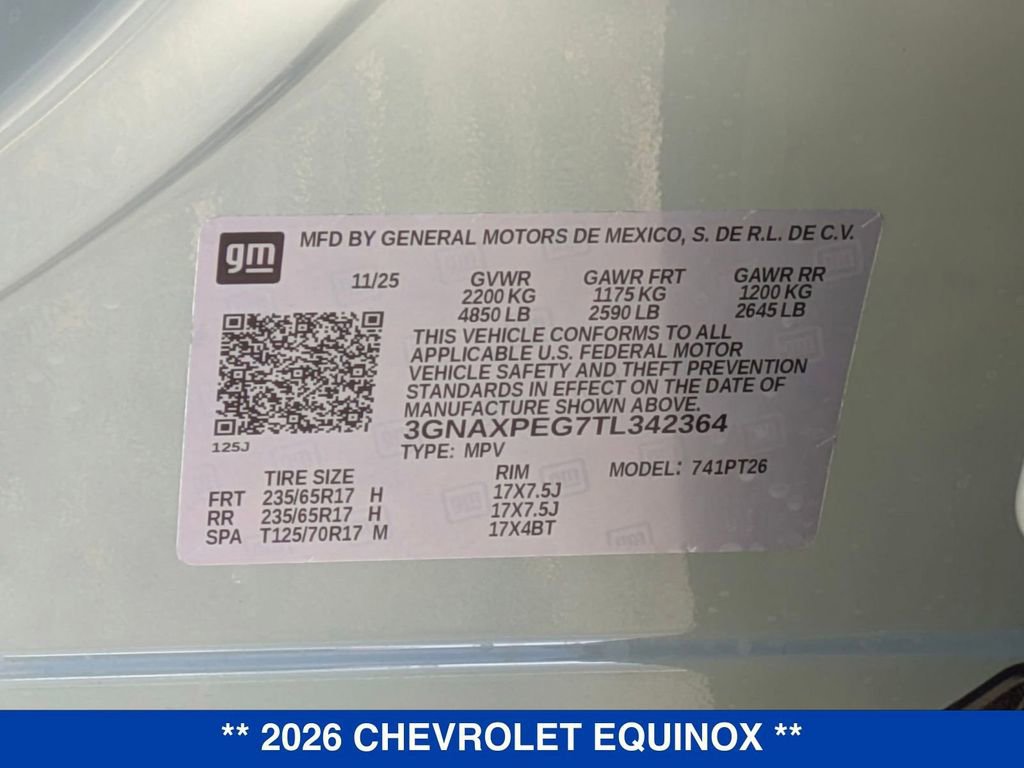 gm
MFD BY GENERAL MOTORS DE MEXICO, S. DE R.L. DE C.V.
11/25 GVWR GAWR FRT GAWR RR
2200 KG 1175 KG 1200 KG
4850 LB 2590 LB 2645 LB
THIS VEHICLE CONFORMS TO ALL
APPLICABLE U.S. FEDERAL MOTOR
VEHICLE SAFETY AND THEFT PREVENTION
STANDARDS IN EFFECT ON THE DATE OF
MANUFACTURE SHOWN ABOVE.
3GNAXPEG7TL342364
125J
TYPE: MPV
TIRE SIZE RIM MODEL: 741PT26
FRT 235/65R17 H 17X7.5J
RR 235/65R17 H 17X7.5J
SPA T125/70R17 M 17X4BT
** 2026 CHEVROLET EQUINOX **